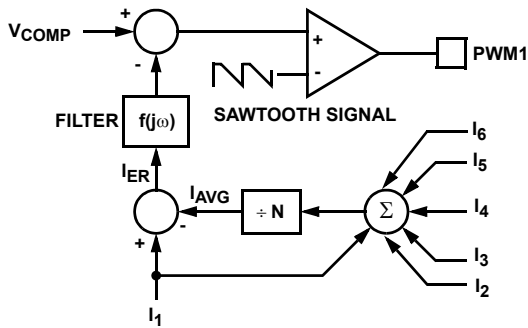 +
V_COMP
-
+
-
PWM1
SAWTOOTH SIGNAL
FILTER
f(jω)
I_ER
I_AVG
÷ N
Σ
+
-
I_6
I_5
I_4
I_3
I_2
I_1